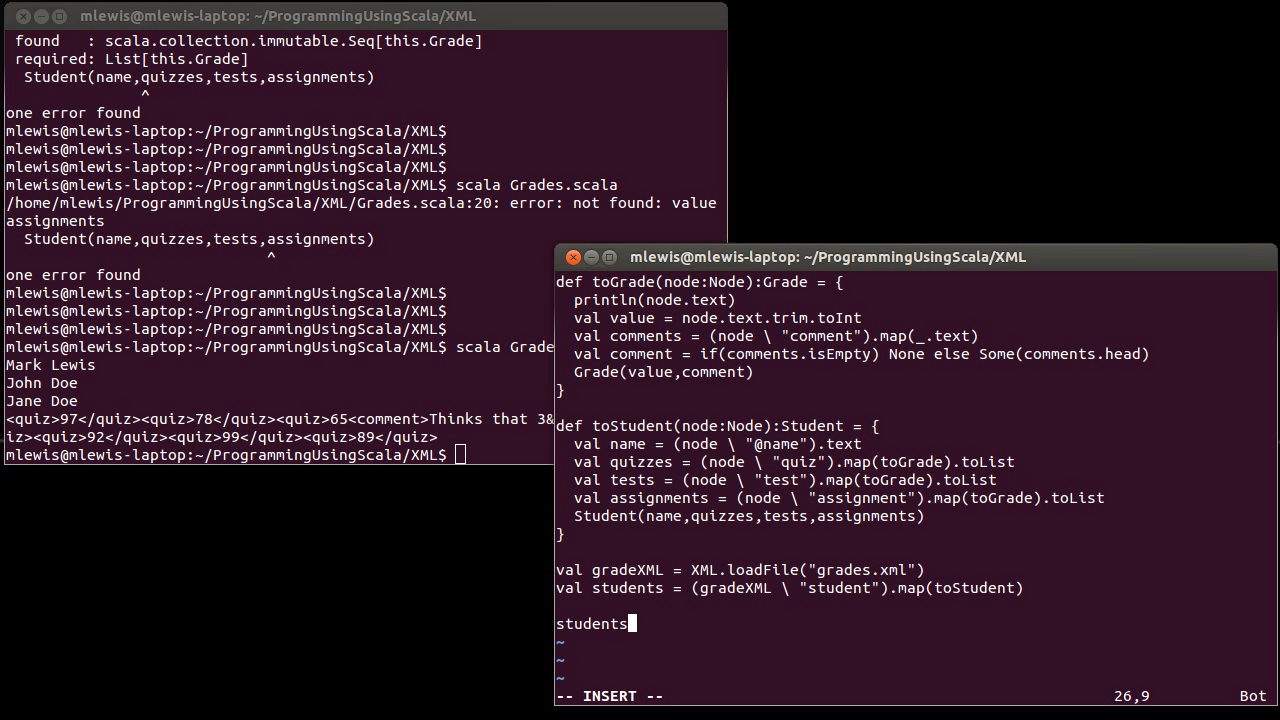 mlewis@mlewis-laptop: ~/ProgrammingUsingScala/XML
 found   : scala.collection.immutable.Seq[this.Grade]
 required: List[this.Grade]
  Student(name,quizzes,tests,assignments)
               ^
one error found
mlewis@mlewis-laptop:~/ProgrammingUsingScala/XML$
mlewis@mlewis-laptop:~/ProgrammingUsingScala/XML$
mlewis@mlewis-laptop:~/ProgrammingUsingScala/XML$
mlewis@mlewis-laptop:~/ProgrammingUsingScala/XML$ scala Grades.scala
/home/mlewis/ProgrammingUsingScala/XML/Grades.scala:20: error: not found: value
assignments
  Student(name,quizzes,tests,assignments)
                             ^
one error found
mlewis@mlewis-laptop:~/ProgrammingUsingScala/XML$
mlewis@mlewis-laptop:~/ProgrammingUsingScala/XML$
mlewis@mlewis-laptop:~/ProgrammingUsingScala/XML$
mlewis@mlewis-laptop:~/ProgrammingUsingScala/XML$ scala Grade
Mark Lewis
John Doe
Jane Doe
<quiz>97</quiz><quiz>78</quiz><quiz>65<comment>Thinks that 3&
iz><quiz>92</quiz><quiz>99</quiz><quiz>89</quiz>
mlewis@mlewis-laptop:~/ProgrammingUsingScala/XML$
mlewis@mlewis-laptop: ~/ProgrammingUsingScala/XML
def toGrade(node:Node):Grade = {
  println(node.text)
  val value = node.text.trim.toInt
  val comments = (node \ "comment").map(_.text)
  val comment = if(comments.isEmpty) None else Some(comments.head)
  Grade(value,comment)
}

def toStudent(node:Node):Student = {
  val name = (node \ "@name").text
  val quizzes = (node \ "quiz").map(toGrade).toList
  val tests = (node \ "test").map(toGrade).toList
  val assignments = (node \ "assignment").map(toGrade).toList
  Student(name,quizzes,tests,assignments)
}

val gradeXML = XML.loadFile("grades.xml")
val students = (gradeXML \ "student").map(toStudent)

students
~
~
~
-- INSERT -- 26,9 Bot